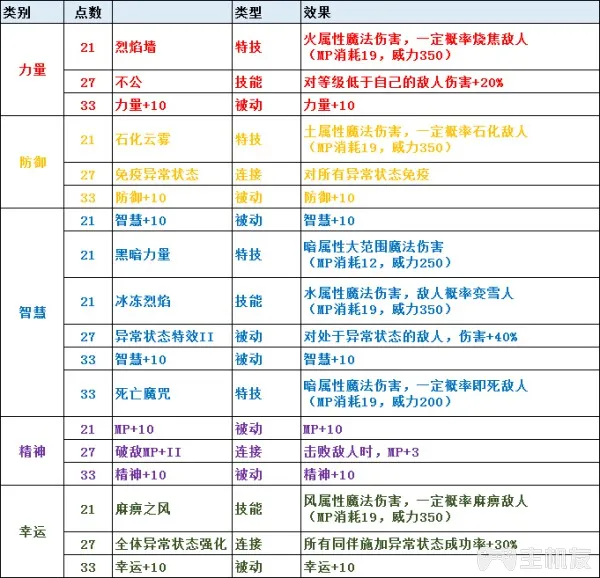 类别 点数 类型 效果
力量
21 烈焰墙 特技 火属性魔法伤害，一定概率烧焦敌人
（MP消耗19，威力350）
27 不公 技能 对等级低于自己的敌人伤害+20%
33 力量+10 被动 力量+10
防御
21 石化云雾 特技 土属性魔法伤害，一定概率石化敌人
（MP消耗19，威力350）
27 免疫异常状态 连接 对所有异常状态免疫
33 防御+10 被动 防御+10
智慧
21 智慧+10 被动 智慧+10
21 黑暗力量 特技 暗属性大范围魔法伤害
（MP消耗12，威力250）
21 冰冻烈焰 技能 水属性魔法伤害，敌人概率变雪人
（MP消耗19，威力350）
27 异常状态特效II 被动 对处于异常状态的敌人，伤害+40%
33 智慧+10 被动 智慧+10
33 死亡魔咒 特技 暗属性魔法伤害，一定概率即死敌人
（MP消耗19，威力200）
精神
21 MP+10 被动 MP+10
27 破敌MP+II 连接 击败敌人时，MP+3
33 精神+10 被动 精神+10
幸运
21 麻痹之风 技能 风属性魔法伤害，一定概率麻痹敌人
（MP消耗19，威力350）
27 全体异常状态强化 连接 所有同伴施加异常状态成功率+30%
33 幸运+10 被动 幸运+10
主机友